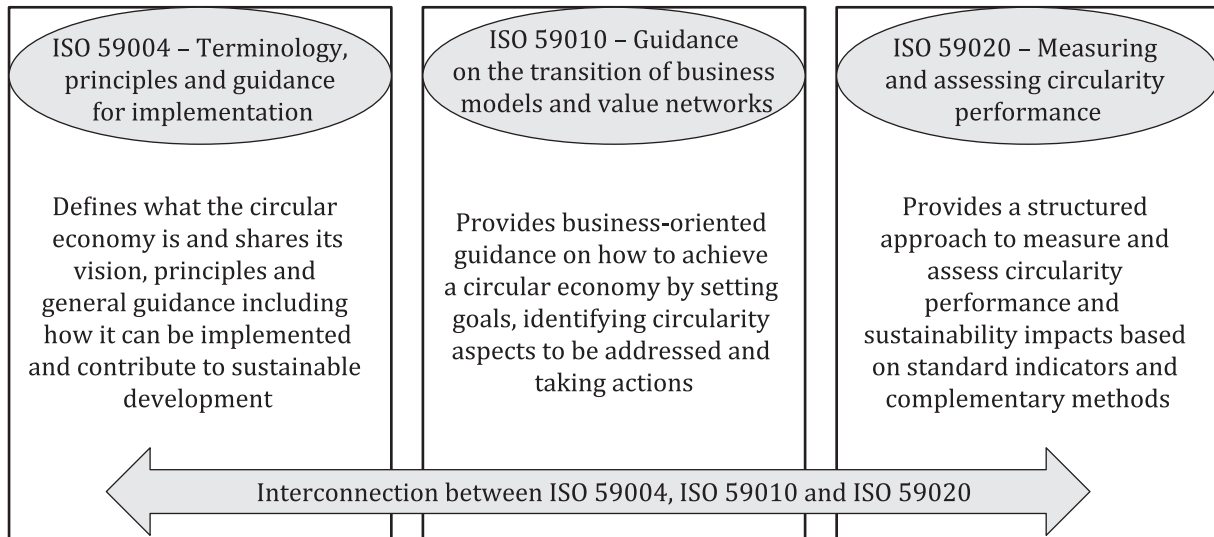 ISO 59004 – Terminology,
principles and guidance
for implementation
Defines what the circular
economy is and shares its
vision, principles and
general guidance including
how it can be implemented
and contribute to sustainable
development
ISO 59010 – Guidance
on the transition of business
models and value networks
Provides business-oriented
guidance on how to achieve
a circular economy by setting
goals, identifying circularity
aspects to be addressed and
taking actions
ISO 59020 – Measuring
and assessing circularity
performance
Provides a structured
approach to measure and
assess circularity
performance and
sustainability impacts based
on standard indicators and
complementary methods
Interconnection between ISO 59004, ISO 59010 and ISO 59020